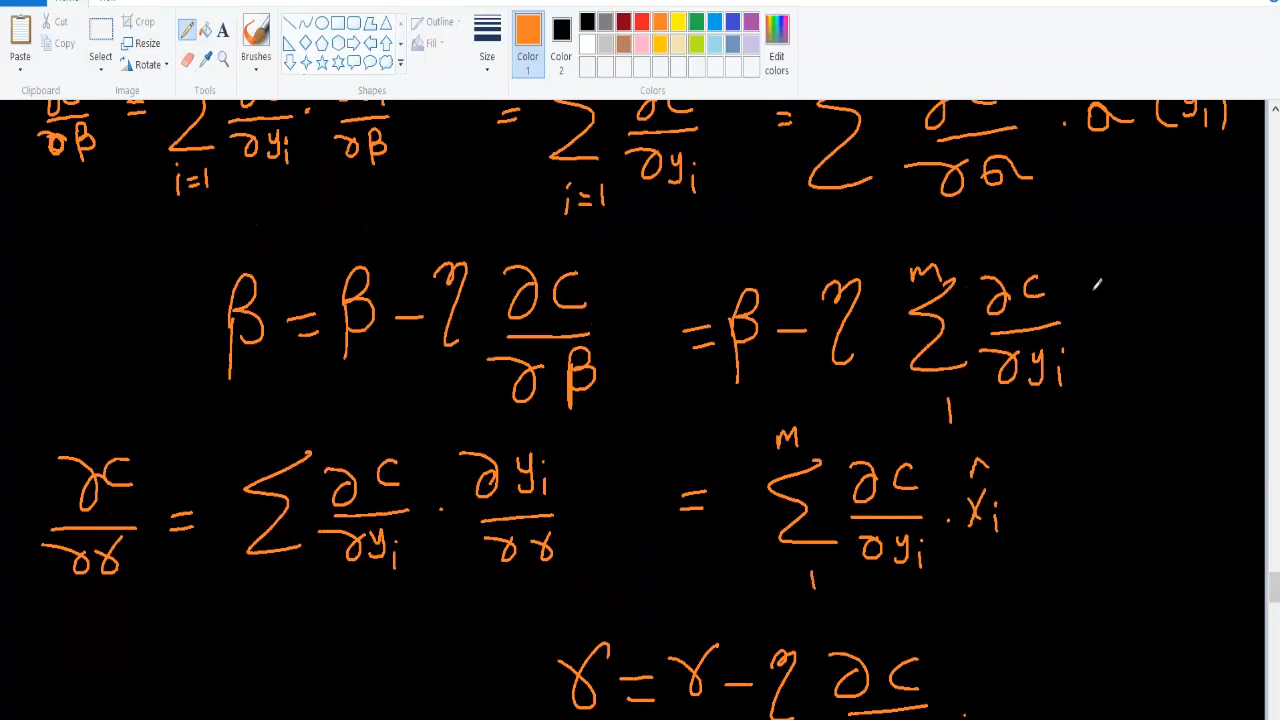 Paste Cut Copy Select Crop Resize Rotate A Brushes Outline Fill Size Color 1 Color 2 Edit colors
Clipboard Image Tools Shapes Colors
∂β = Σ i=1 ∂yᵢ · ∂β = Σ i=1 ∂yᵢ = Σ ∂a · a (yᵢ)
β = β - η ∂C/∂β = β - η Σ m 1 ∂C/∂yᵢ
∂C/∂γ = Σ ∂C/∂yᵢ · ∂yᵢ/∂γ = Σ m 1 ∂C/∂yᵢ · x̂ᵢ
γ = γ - η ∂C